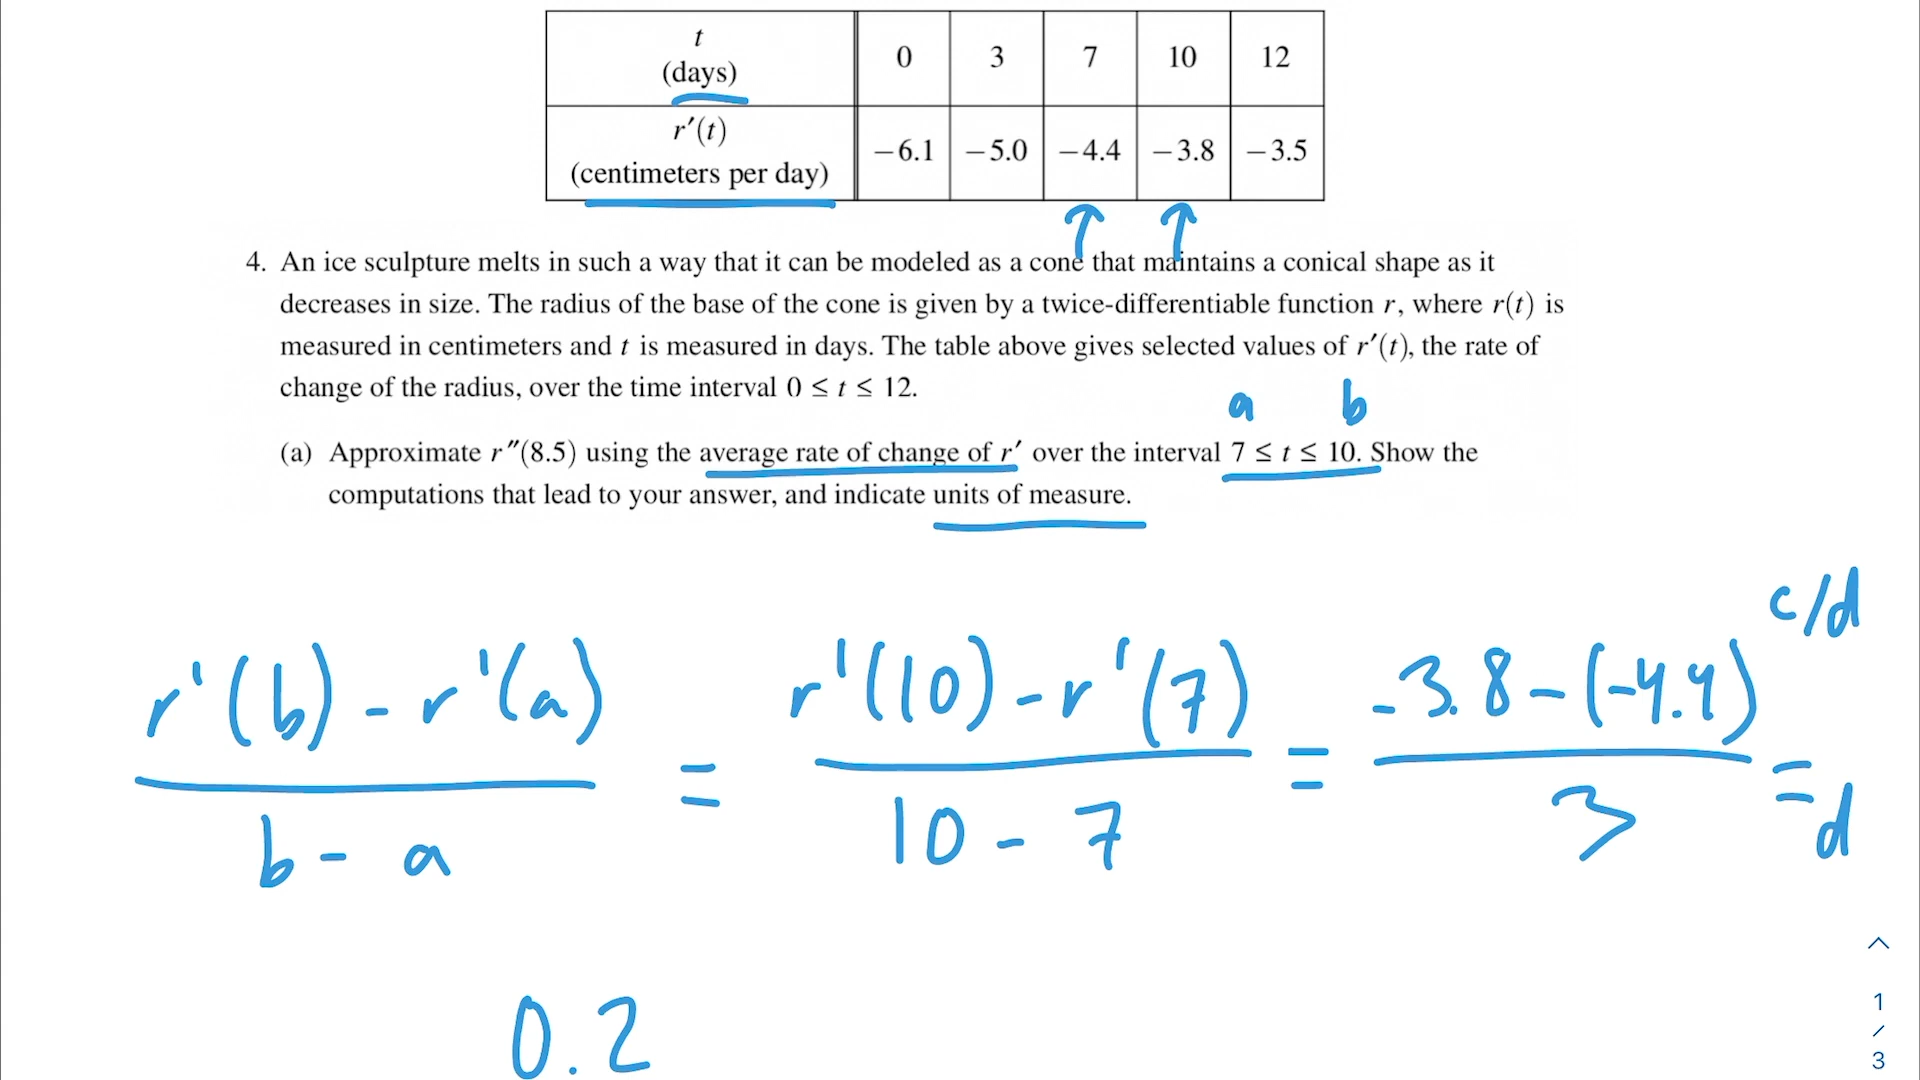 t
(days)
0 3 7 10 12
r′(t)
(centimeters per day)
−6.1 −5.0 −4.4 −3.8 −3.5
4. An ice sculpture melts in such a way that it can be modeled as a cone that maintains a conical shape as it
decreases in size. The radius of the base of the cone is given by a twice-differentiable function r, where r(t) is
measured in centimeters and t is measured in days. The table above gives selected values of r′(t), the rate of
change of the radius, over the time interval 0 ≤ t ≤ 12.
a b
(a) Approximate r″(8.5) using the average rate of change of r′ over the interval 7 ≤ t ≤ 10. Show the
computations that lead to your answer, and indicate units of measure.
c/d
r'(b) - r'(a) r'(10) - r'(7) -3.8 - (-4.4)
= = =
b - a 10 - 7 3 d
0.2
1
/
3